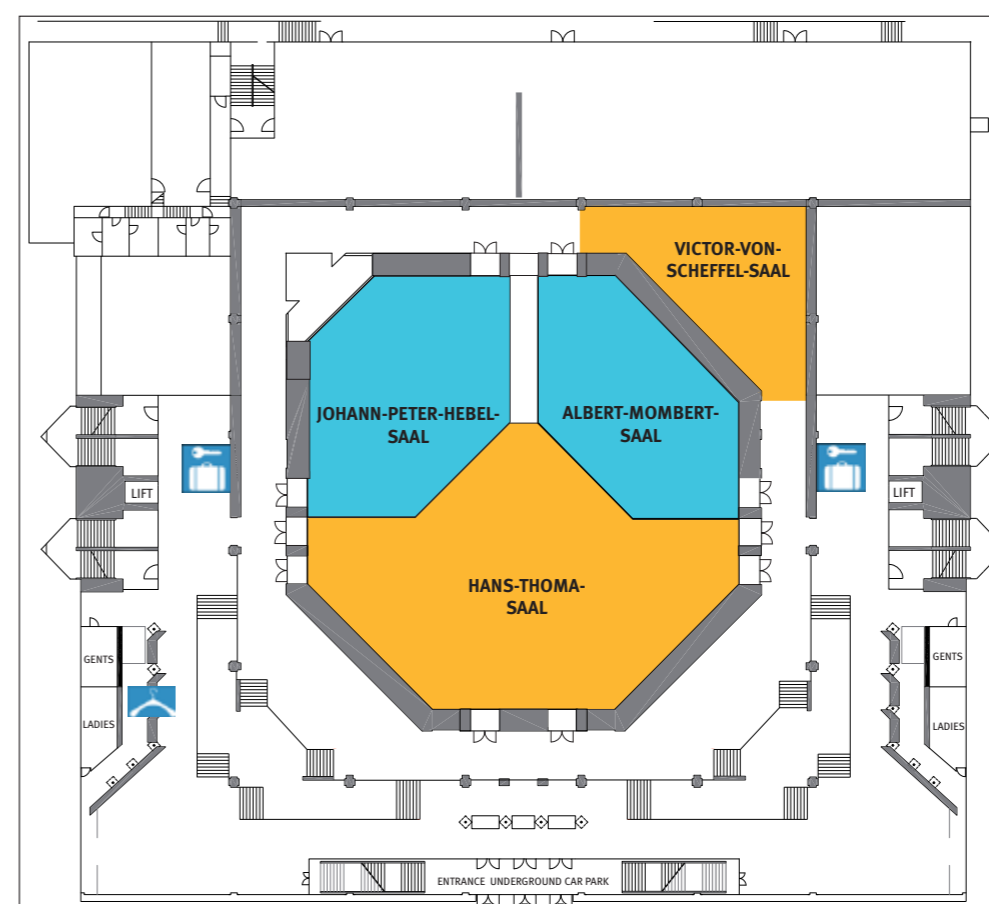 VICTOR-VON-
SCHEFFEL-SAAL
JOHANN-PETER-HEBEL-
SAAL
ALBERT-MOMBERT-
SAAL
LIFT
LIFT
HANS-THOMA-
SAAL
GENTS
GENTS
LADIES
LADIES
ENTRANCE UNDERGROUND CAR PARK